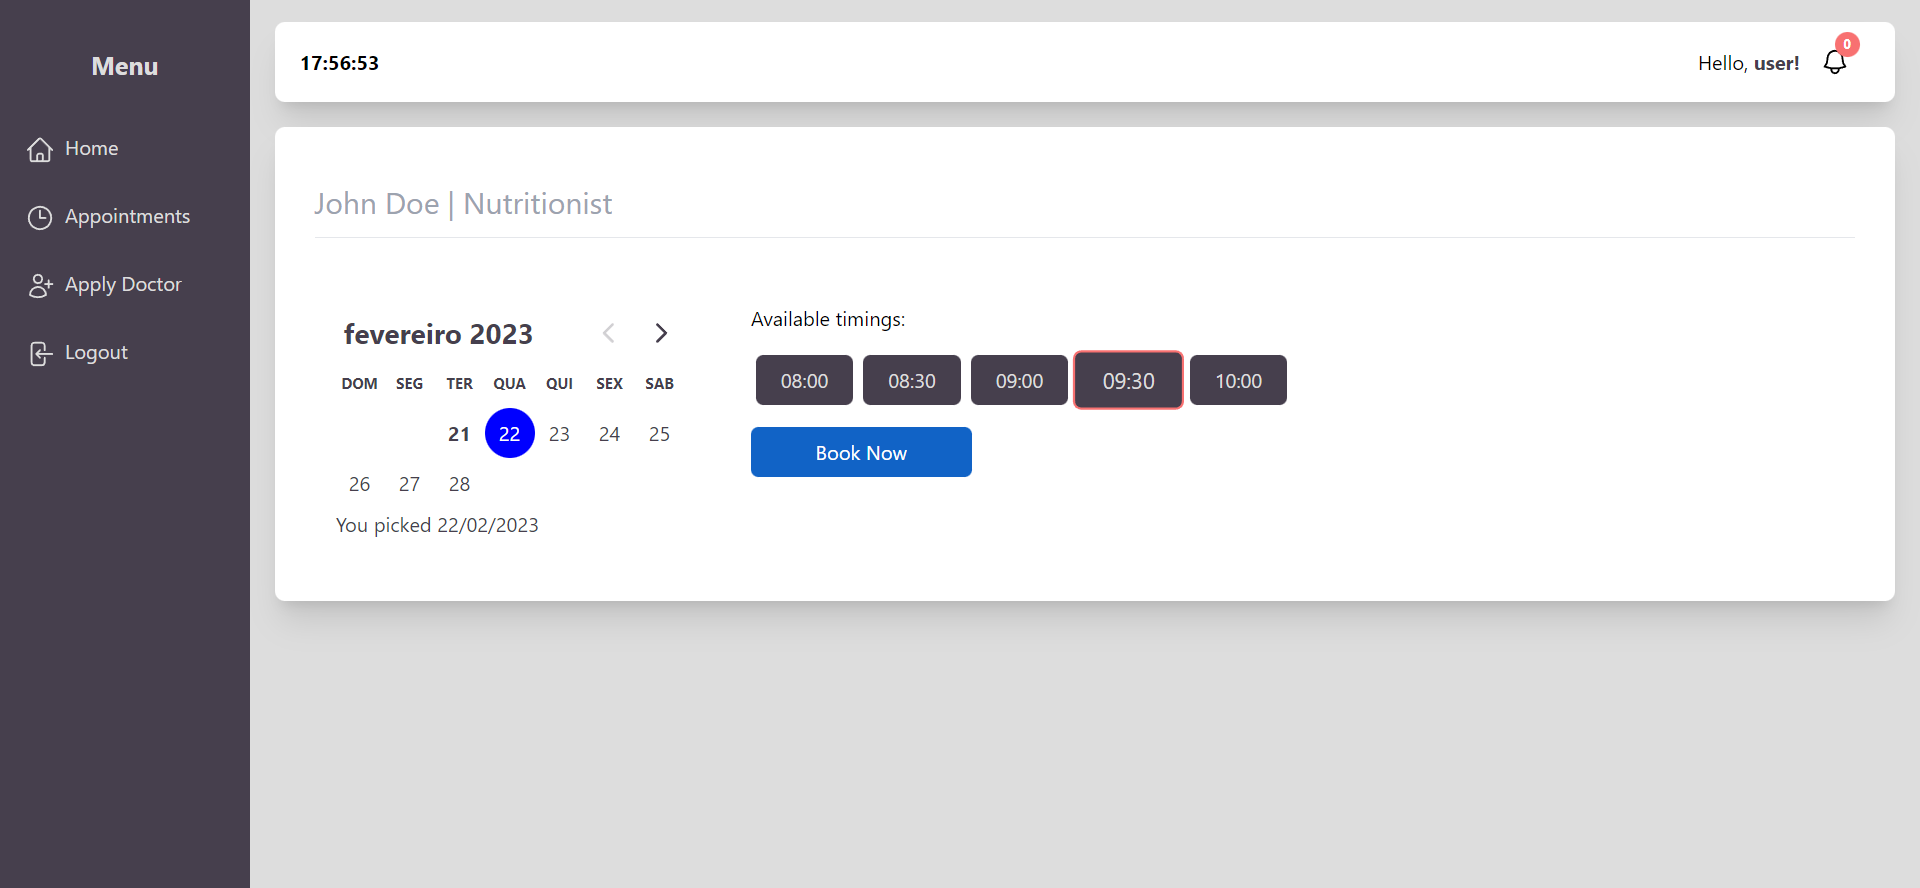 Menu
Home
Appointments
Apply Doctor
Logout
17:56:53
Hello, user!
0
John Doe | Nutritionist
fevereiro 2023
DOM SEG TER QUA QUI SEX SAB
21 22 23 24 25
26 27 28
You picked 22/02/2023
Available timings:
08:00 08:30 09:00 09:30 10:00
Book Now